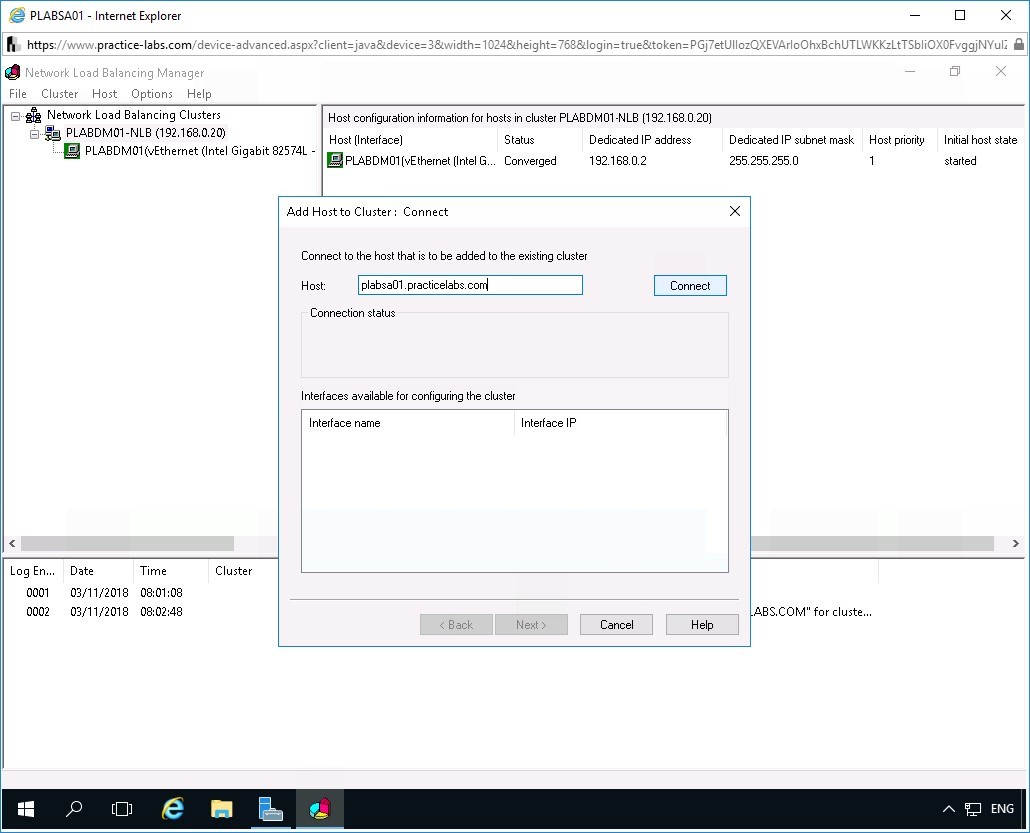 PLABSA01 - Internet Explorer
https://www.practice-labs.com/device-advanced.aspx?client=java&device=3&width=1024&height=768&login=true&token=
Network Load Balancing Manager
File Cluster Host Options Help
Network Load Balancing Clusters
PLABDM01-NLB (192.168.0.20)
PLABDM01(vEthernet (Intel Gigabit 82574L -
Host configuration information for hosts in cluster PLABDM01-NLB (192.168.0.20)
Host (Interface) Status Dedicated IP address Dedicated IP subnet mask Host priority Initial host state
PLABDM01(vEthernet (Intel G... Converged 192.168.0.2 255.255.255.0 1 started
Add Host to Cluster : Connect
Connect to the host that is to be added to the existing cluster
Host: plabsa01.practicelabs.com Connect
Connection status
Interfaces available for configuring the cluster
Interface name Interface IP
< Back Next > Cancel Help
Log En... Date Time Cluster
0001 03/11/2018 08:01:08
0002 03/11/2018 08:02:48 LABS.COM" for cluste...
ENG